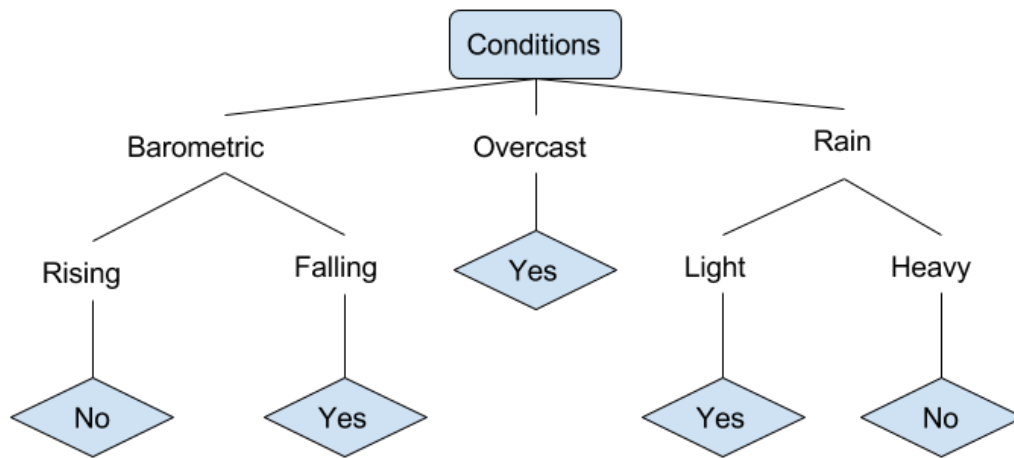 Conditions
Barometric
Overcast
Rain
Rising
Falling
Yes
Light
Heavy
No
Yes
Yes
No